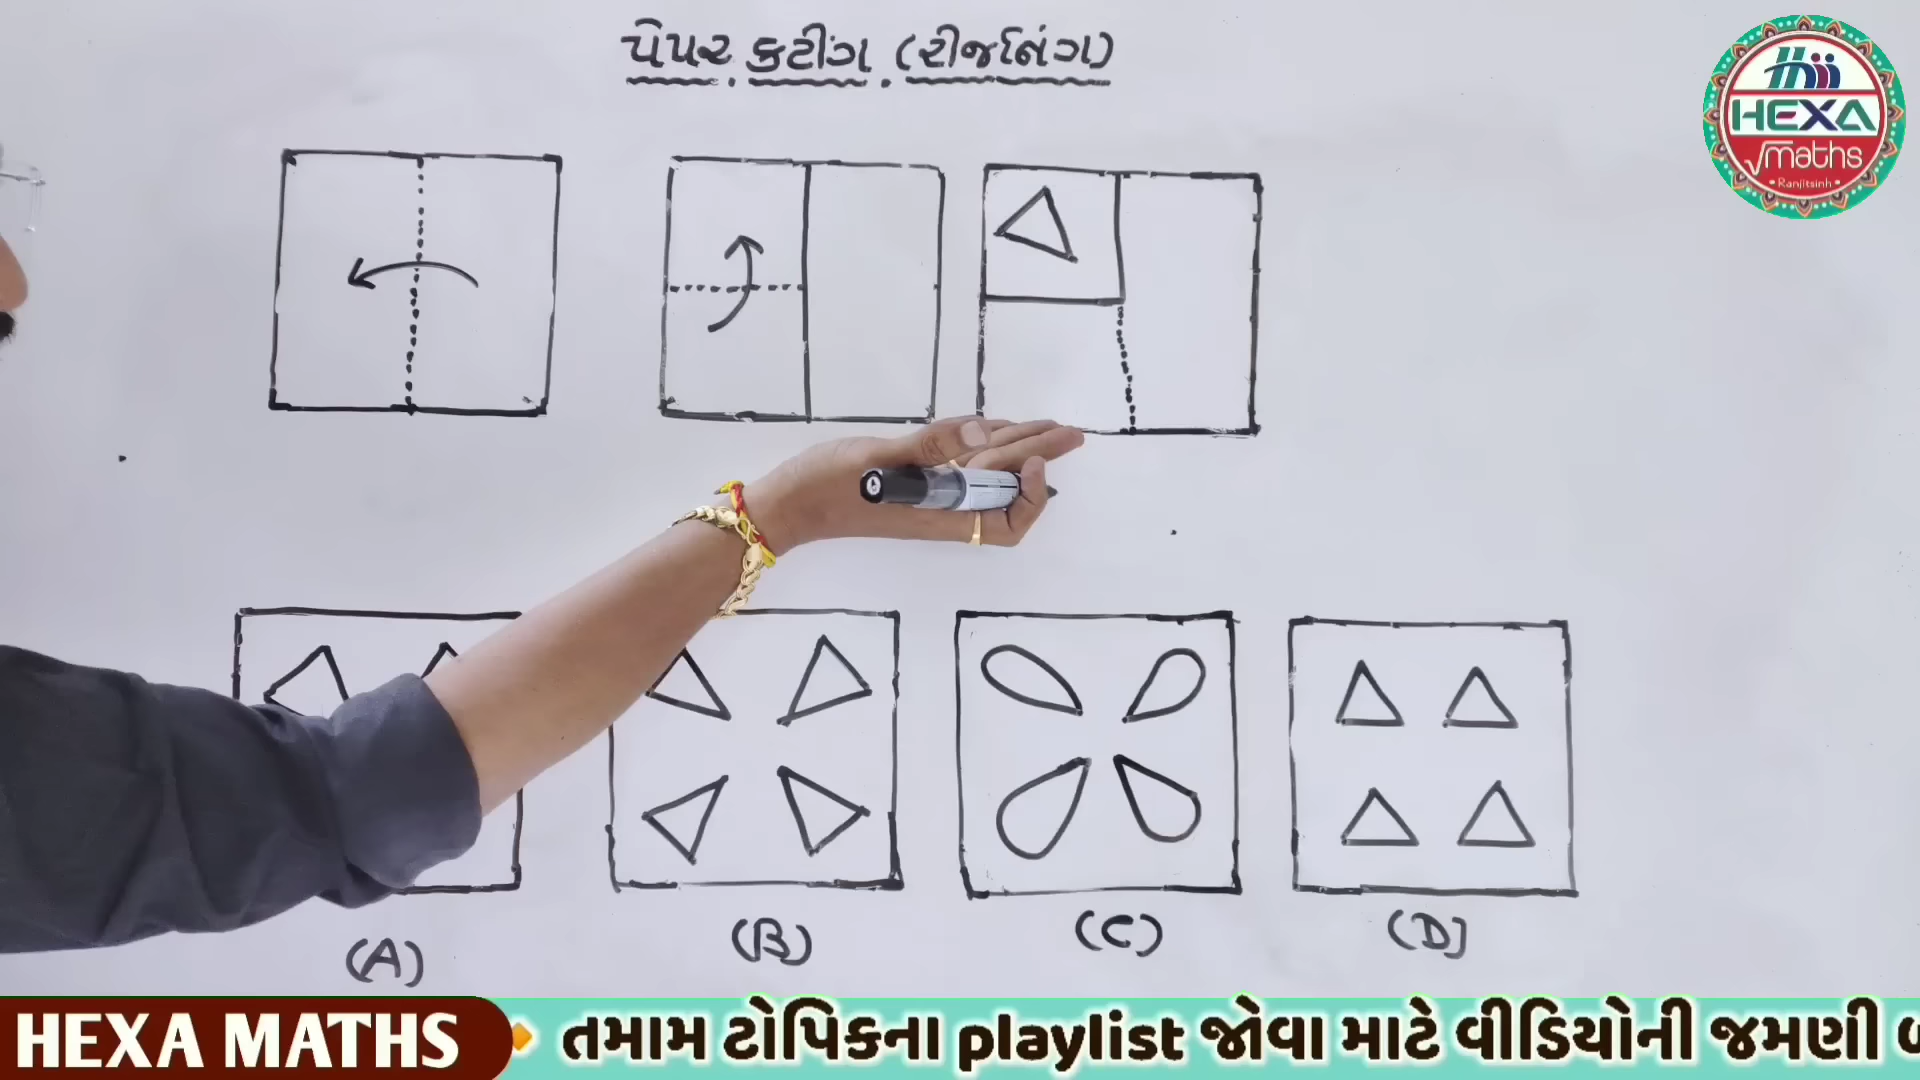 પેપર કટીંગ (રીજનિંગ)
HEXA
√maths
• Ranjitsinh •
(A)
(B)
(C)
(D)
HEXA MATHS
તમામ ટોપિકના playlist જોવા માટે વીડિયોની જમણી